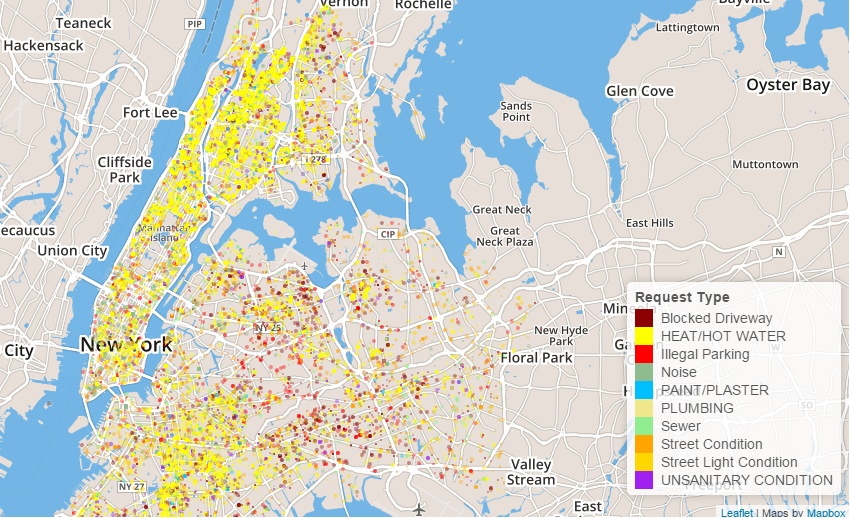 Vernon
Rochelle
Bayville
Teaneck
PIP
Lattingtown
Hackensack
Glen Cove
Oyster Bay
Sands
Point
Fort Lee
278
Cliffside
Park
Muttontown
Great Neck
ecaucus
Manhattan
Island
East Hills
CIP
Great
Neck Plaza
Union City
N
Request Type
Blocked Driveway
HEAT/HOT WATER
Illegal Parking
Noise
PAINT/PLASTER
PLUMBING
Sewer
Street Condition
Street Light Condition
UNSANITARY CONDITION
NY 25
New Hyde
Park
City
New York
Floral Park
Valley
Stream
NY 27
East
Freeport
Leaflet | Maps by Mapbox